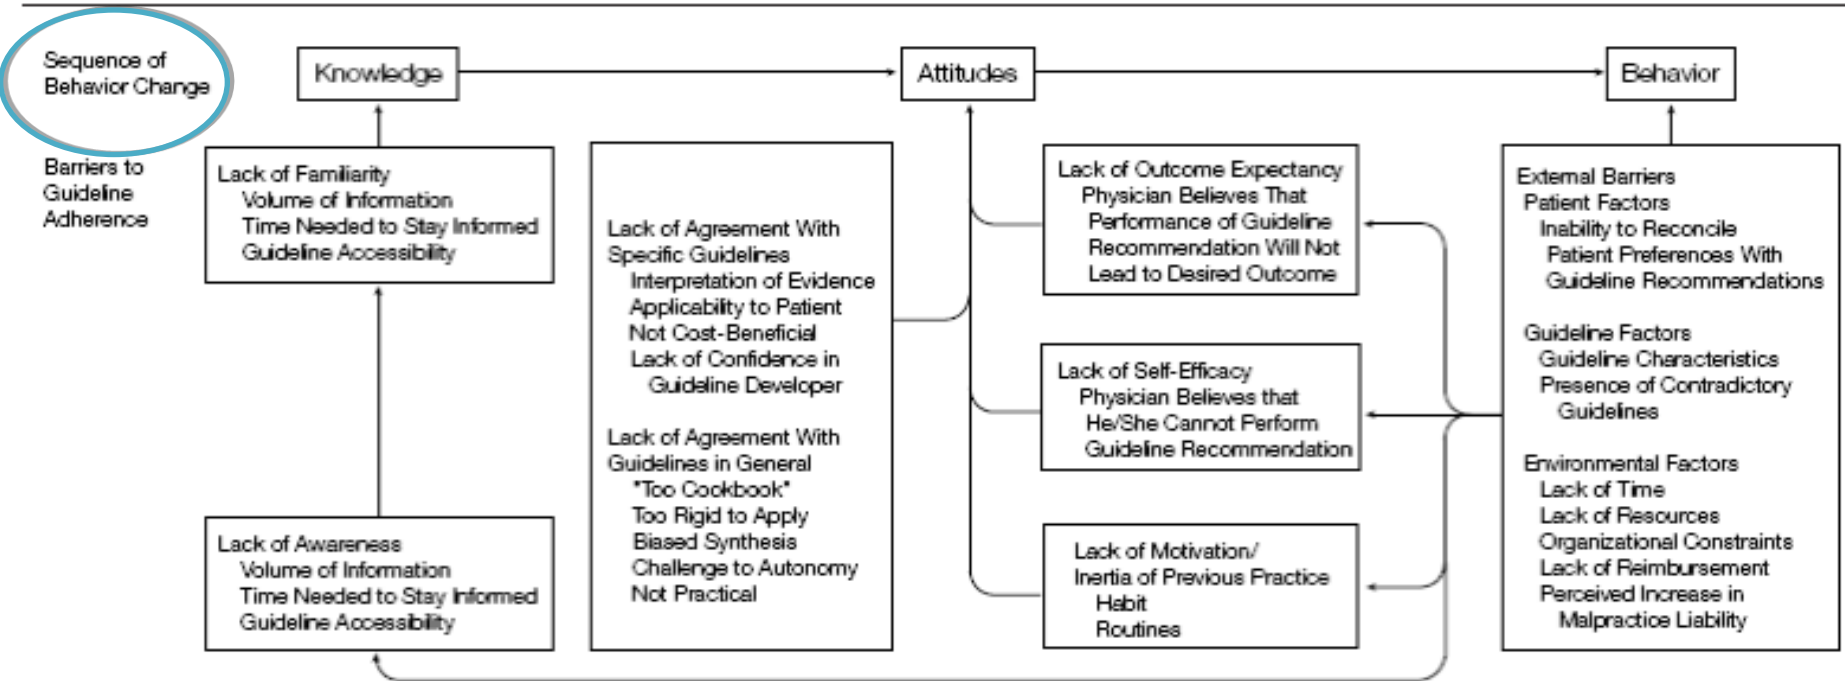 Sequence of
Behavior Change
Knowledge
Attitudes
Behavior
Barriers to
Guideline
Adherence
Lack of Familiarity
Volume of Information
Time Needed to Stay Informed
Guideline Accessibility
Lack of Awareness
Volume of Information
Time Needed to Stay Informed
Guideline Accessibility
Lack of Agreement With
Specific Guidelines
Interpretation of Evidence
Applicability to Patient
Not Cost-Beneficial
Lack of Confidence in
Guideline Developer
Lack of Agreement With
Guidelines in General
"Too Cookbook"
Too Rigid to Apply
Biased Synthesis
Challenge to Autonomy
Not Practical
Lack of Outcome Expectancy
Physician Believes That
Performance of Guideline
Recommendation Will Not
Lead to Desired Outcome
Lack of Self-Efficacy
Physician Believes that
He/She Cannot Perform
Guideline Recommendation
Lack of Motivation/
Inertia of Previous Practice
Habit
Routines
External Barriers
Patient Factors
Inability to Reconcile
Patient Preferences With
Guideline Recommendations
Guideline Factors
Guideline Characteristics
Presence of Contradictory
Guidelines
Environmental Factors
Lack of Time
Lack of Resources
Organizational Constraints
Lack of Reimbursement
Perceived Increase in
Malpractice Liability